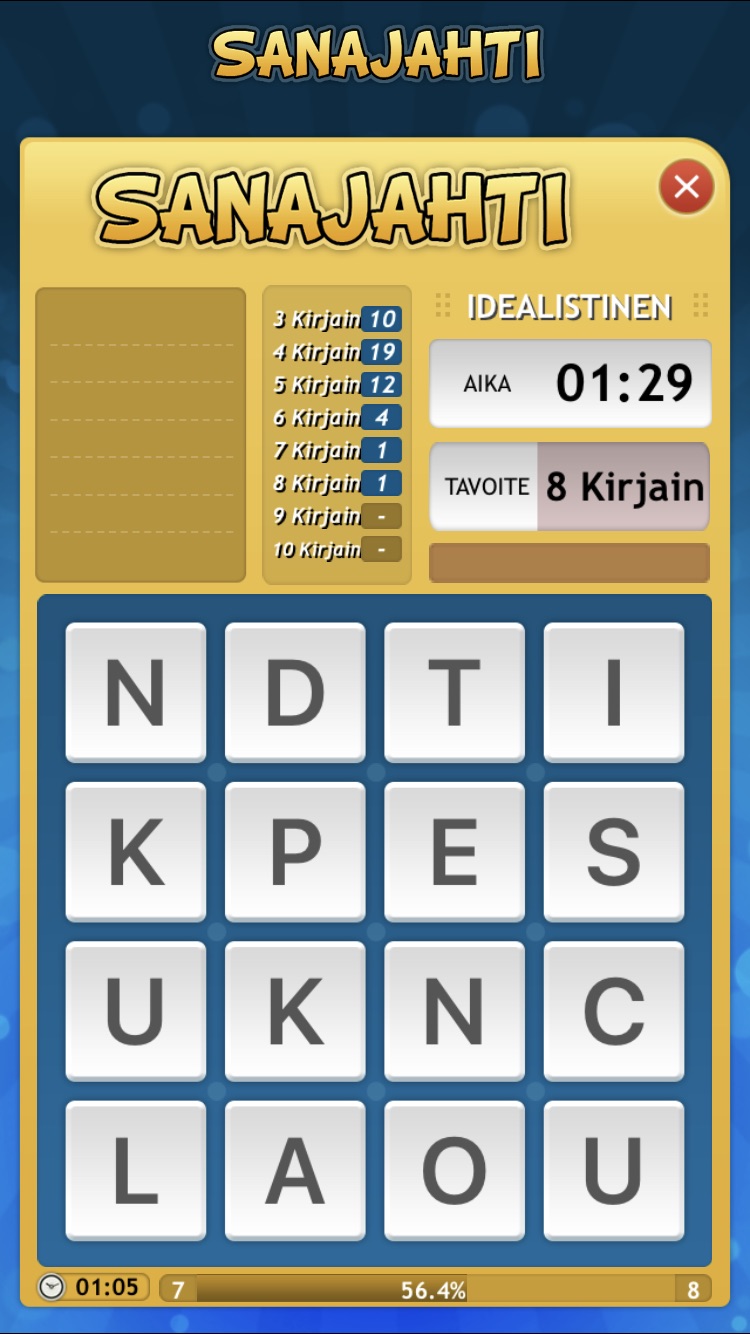 SANAJAHTI
SANAJAHTI
3 Kirjain 10
4 Kirjain 19
5 Kirjain 12
6 Kirjain 4
7 Kirjain 1
8 Kirjain 1
9 Kirjain -
10 Kirjain -
IDEALISTINEN
AIKA 01:29
TAVOITE 8 Kirjain
N D T I
K P E S
U K N C
L A O U
01:05 7 56.4% 8